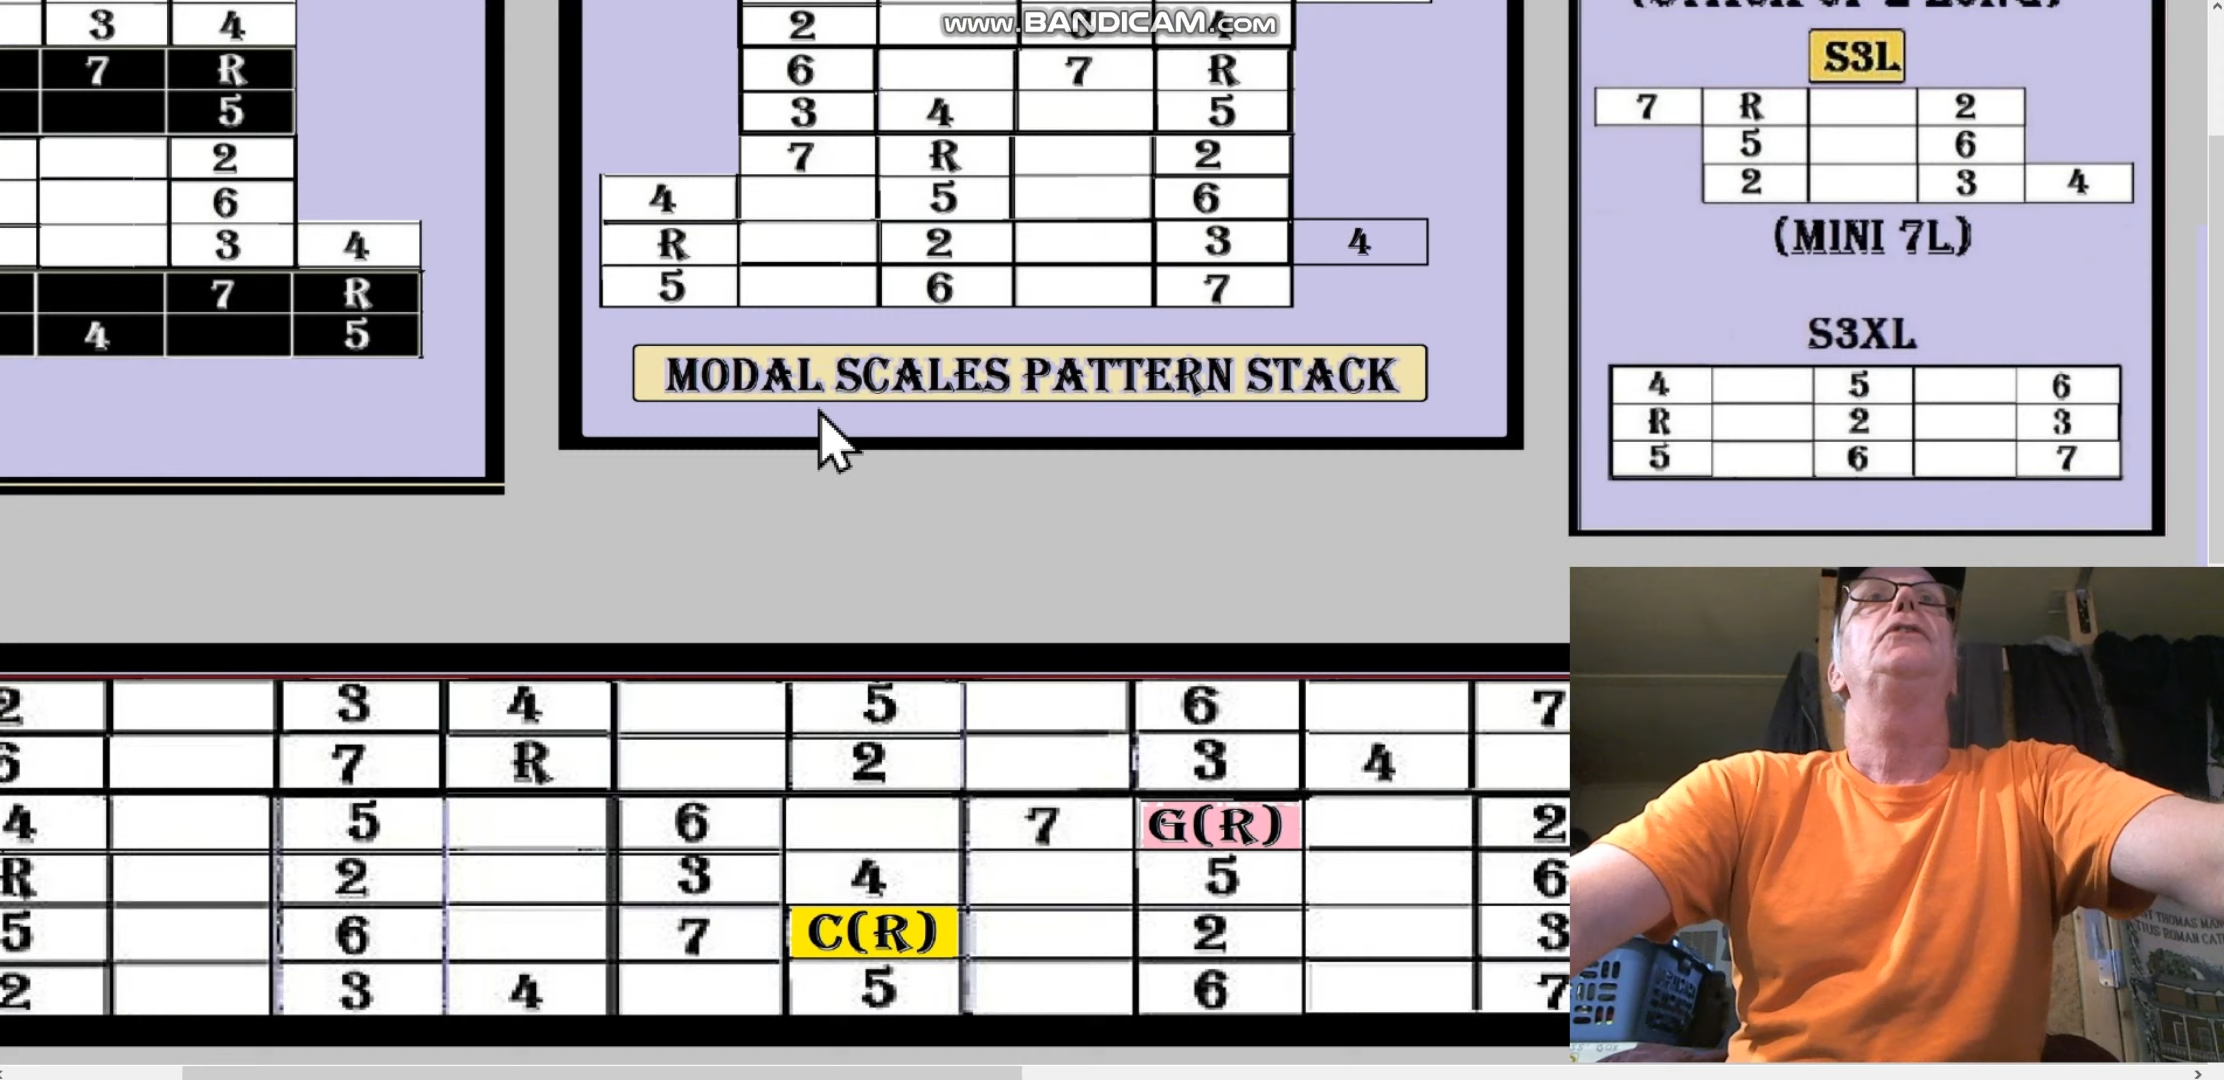 3 4
7 R
5
2
6
3 4
7 R
4 5
www.BANDICAM.com
2 4
6 7 R
3 4 5
7 R 2
4 5 6
R 2 3 4
5 6 7
MODAL SCALES PATTERN STACK
S3L
7 R 2
5 6
2 3 4
(MINI 7L)
S3XL
4 5 6
R 2 3
5 6 7
2 3 4 5 6 7
6 7 R 2 3 4
4 5 6 7 G(R) 2
R 2 3 4 5 6
5 6 7 C(R) 2 3
2 3 4 5 6 7
THOMAS
ROMAN